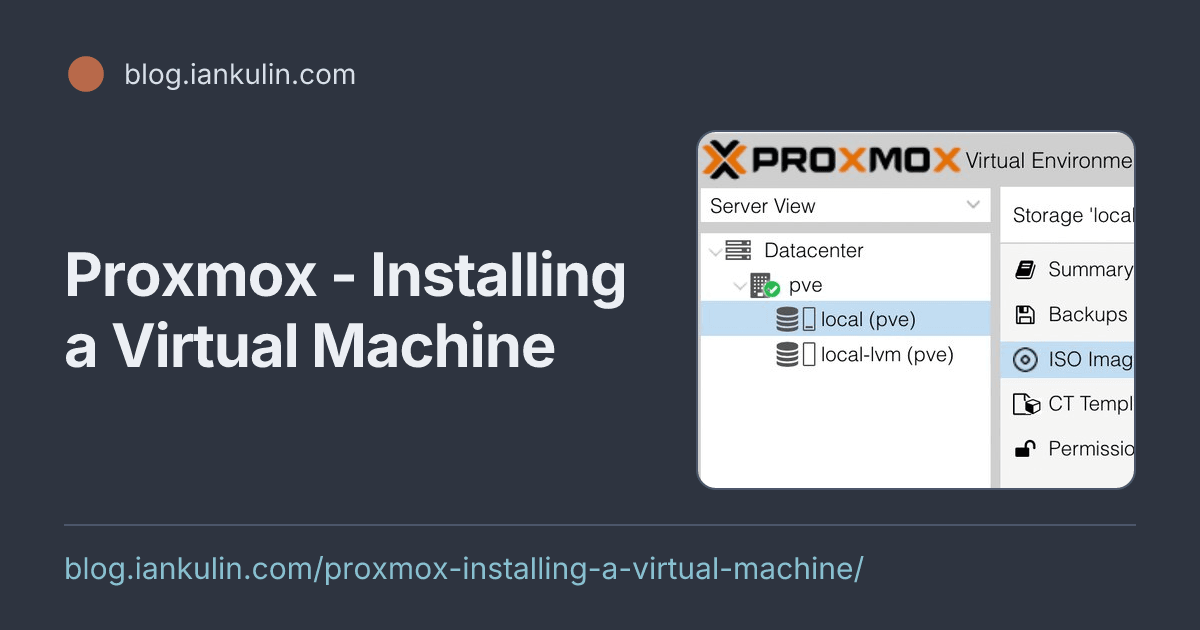 blog.iankulin.com
Proxmox - Installing
a Virtual Machine
PROXMOX Virtual Environme
Server View
Datacenter
pve
local (pve)
local-lvm (pve)
Storage 'local
Summary
Backups
ISO Imag
CT Templ
Permissio
blog.iankulin.com/proxmox-installing-a-virtual-machine/